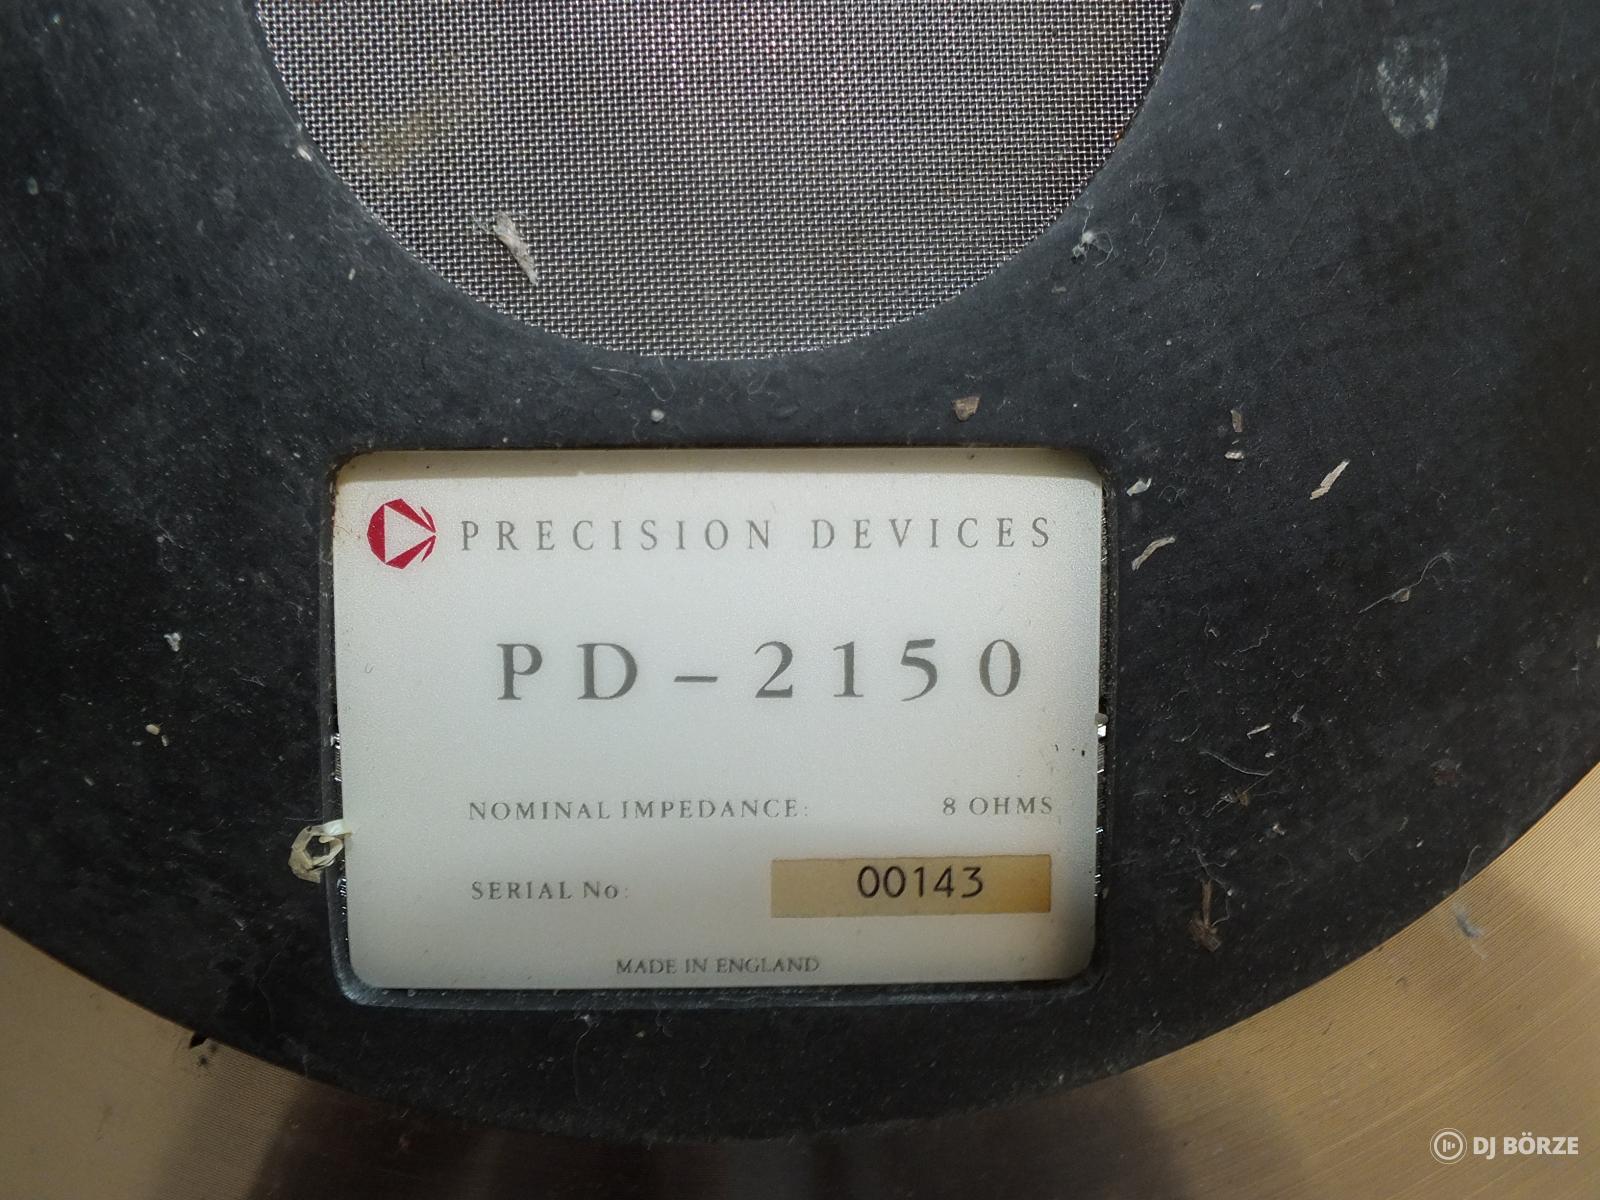 PRECISION DEVICES
PD-2150
NOMINAL IMPEDANCE: 8 OHMS
SERIAL No: 00143
MADE IN ENGLAND
DJ BÖRZE